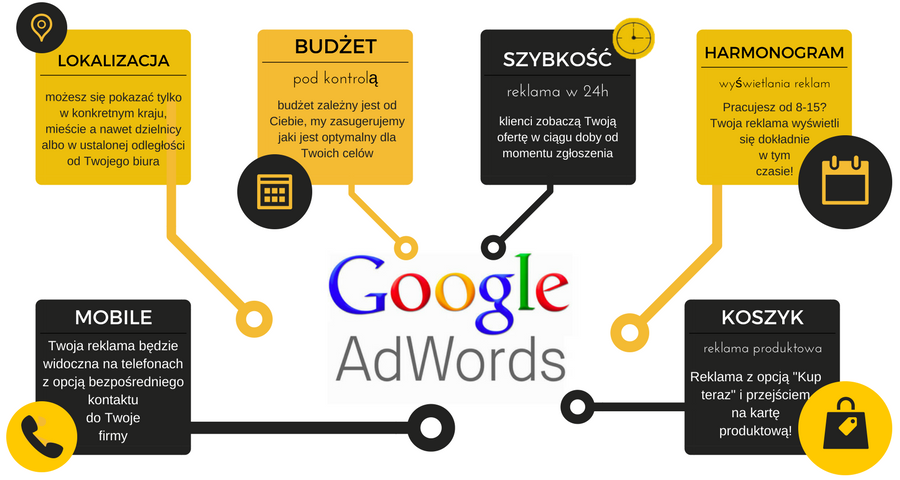 LOKALIZACJA
możesz się pokazać tylko
w konkretnym kraju,
mieście a nawet dzielnicy
albo w ustalonej odległości
od Twojego biura
BUDŻET
pod kontrolą
budżet zależny jest od
Ciebie, my zasugerujemy
jaki jest optymalny dla
Twoich celów
SZYBKOŚĆ
reklama w 24h
klienci zobaczą Twoją
ofertę w ciągu doby od
momentu zgłoszenia
HARMONOGRAM
wyświetlania reklam
Pracujesz od 8-15?
Twoja reklama wyświetli
się dokładnie
w tym
czasie!
Google
AdWords
MOBILE
Twoja reklama będzie
widoczna na telefonach
z opcją bezpośredniego
kontaktu
do Twoje
firmy
KOSZYK
reklama produktowa
Reklama z opcją "Kup
teraz" i przejściem
na kartę
produktową!